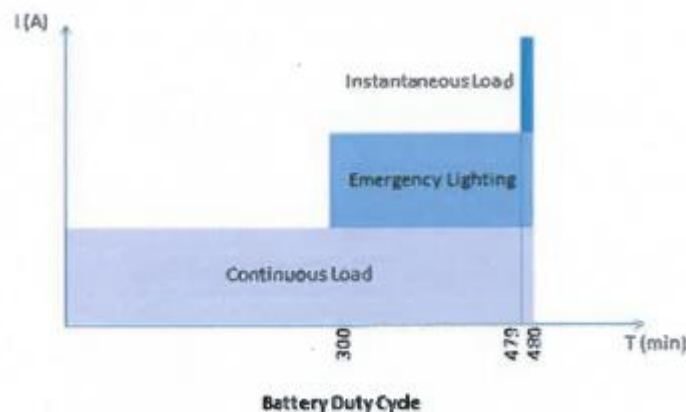 I (A)
Instantaneous Load
Emergency Lighting
Continuous Load
300
479
480
T (min)
Battery Duty Cycle